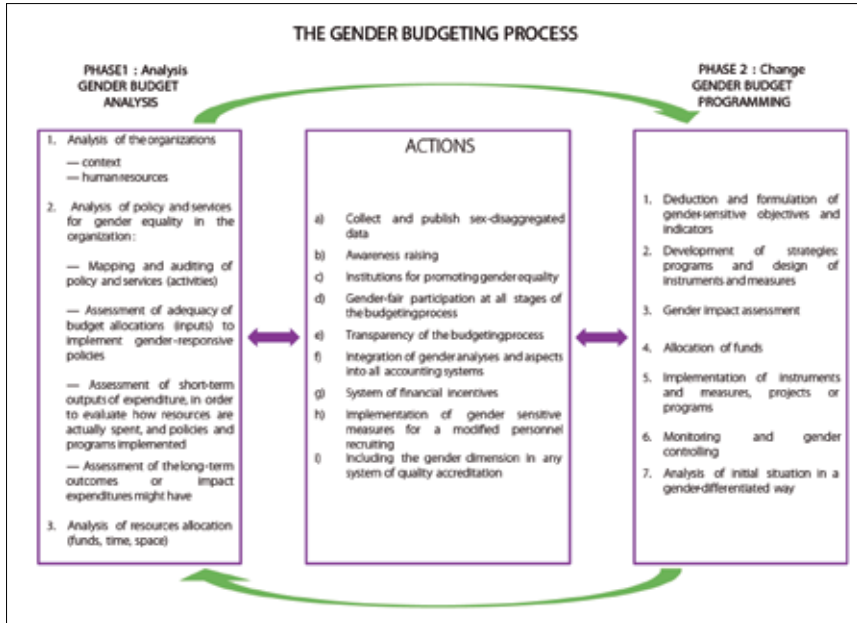 THE GENDER BUDGETING PROCESS
PHASE1 : Analysis
GENDER BUDGET
ANALYSIS
1. Analysis of the organizations
— context
— human resources
2. Analysis of policy and services
for gender equality in the
organization :
— Mapping and auditing of
policy and services (activities)
— Assessment of adequacy of
budget allocations (inputs) to
implement gender-responsive
policies
— Assessment of short-term
outputs of expenditure, in order
to evaluate how resources are
actually spent, and policies and
programs implemented
— Assessment of the long-term
outcomes or impact
expenditures might have
3. Analysis of resources allocation
(funds, time, space)
ACTIONS
a) Collect and publish sex-disaggregated
data
b) Awareness raising
c) Institutions for promoting gender equality
d) Gender-fair participation at all stages of
the budgeting process
e) Transparency of the budgeting process
f) Integration of gender analyses and aspects
into all accounting systems
g) System of financial incentives
h) Implementation of gender sensitive
measures for a modified personnel
recruiting
i) Including the gender dimension in any
system of quality accreditation
PHASE 2 : Change
GENDER BUDGET
PROGRAMMING
1. Deduction and formulation of
gender-sensitive objectives and
indicators
2. Development of strategies:
programs and design of
instruments and measures
3. Gender impact assessment
4. Allocation of funds
5. Implementation of instruments
and measures, projects or
programs
6. Monitoring and gender
controlling
7. Analysis of initial situation in a
gender-differentiated way